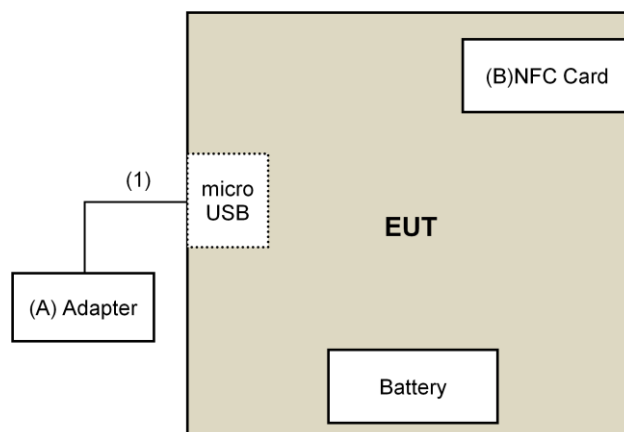 (B)NFC Card
(1)
micro
USB
EUT
(A) Adapter
Battery